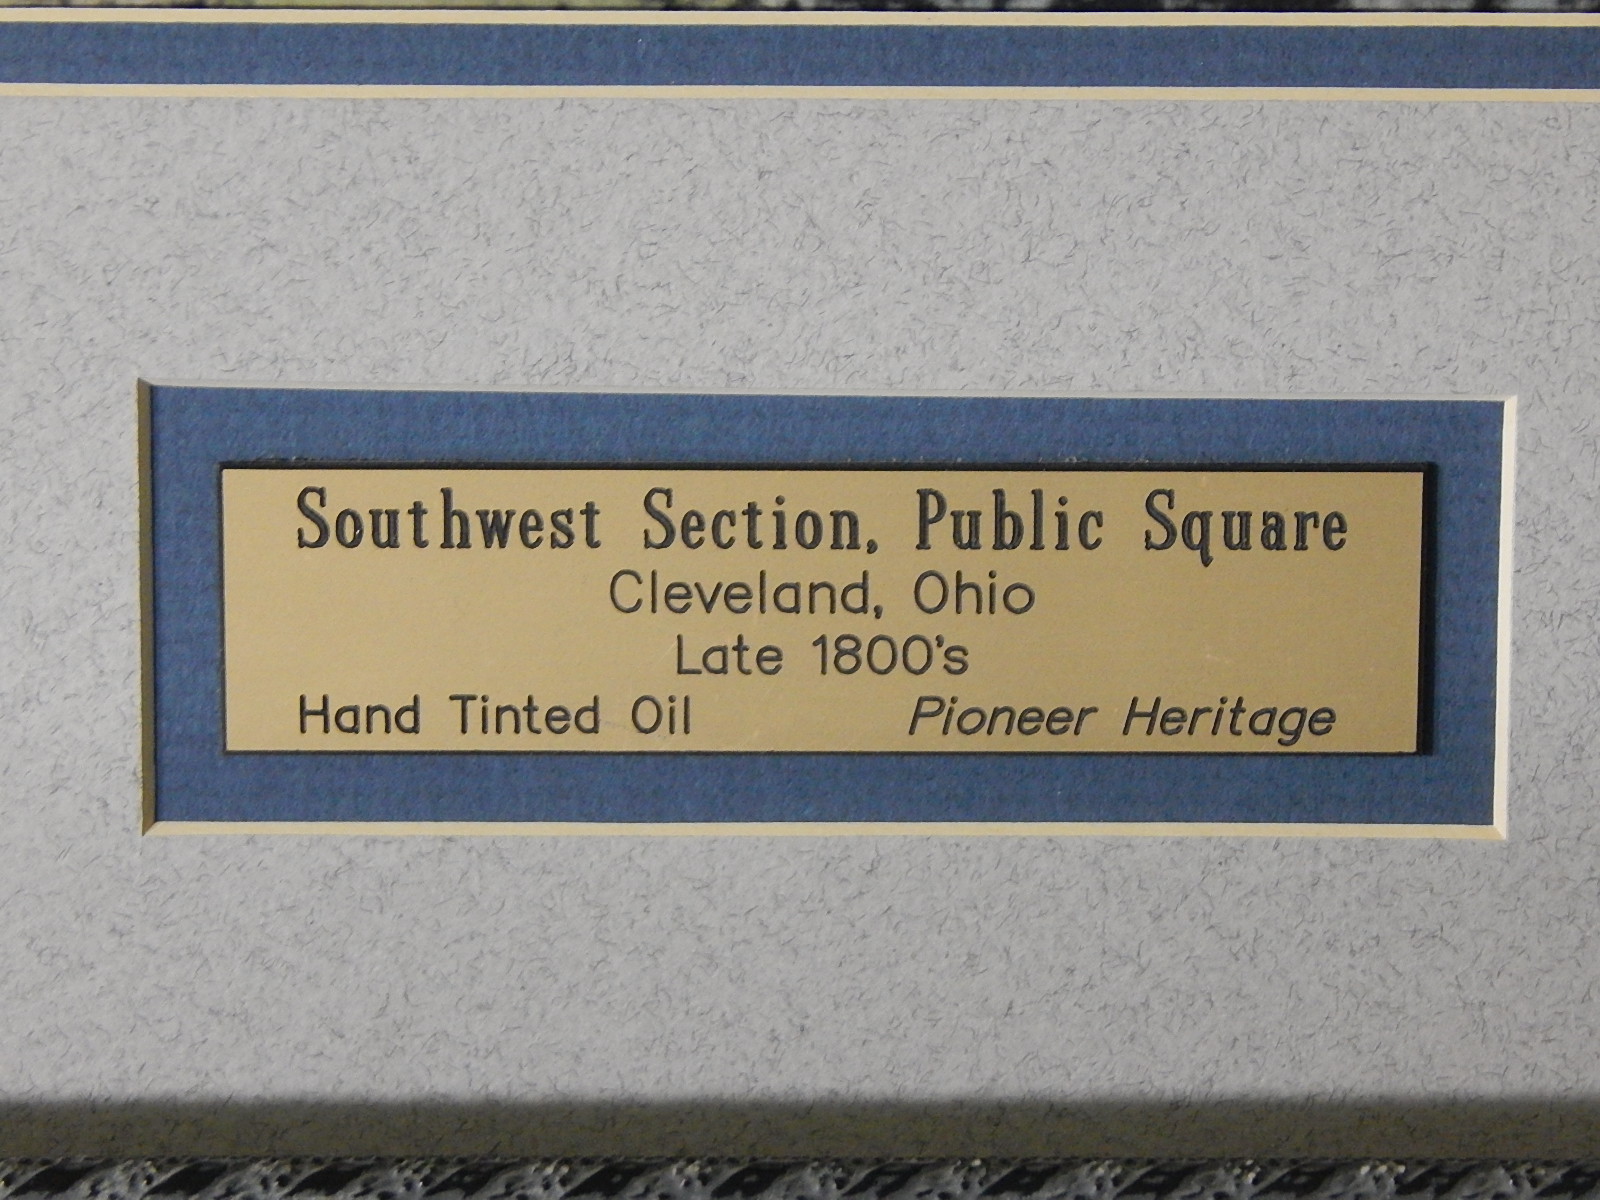 Southwest Section, Public Square
Cleveland, Ohio
Late 1800's
Hand Tinted Oil Pioneer Heritage